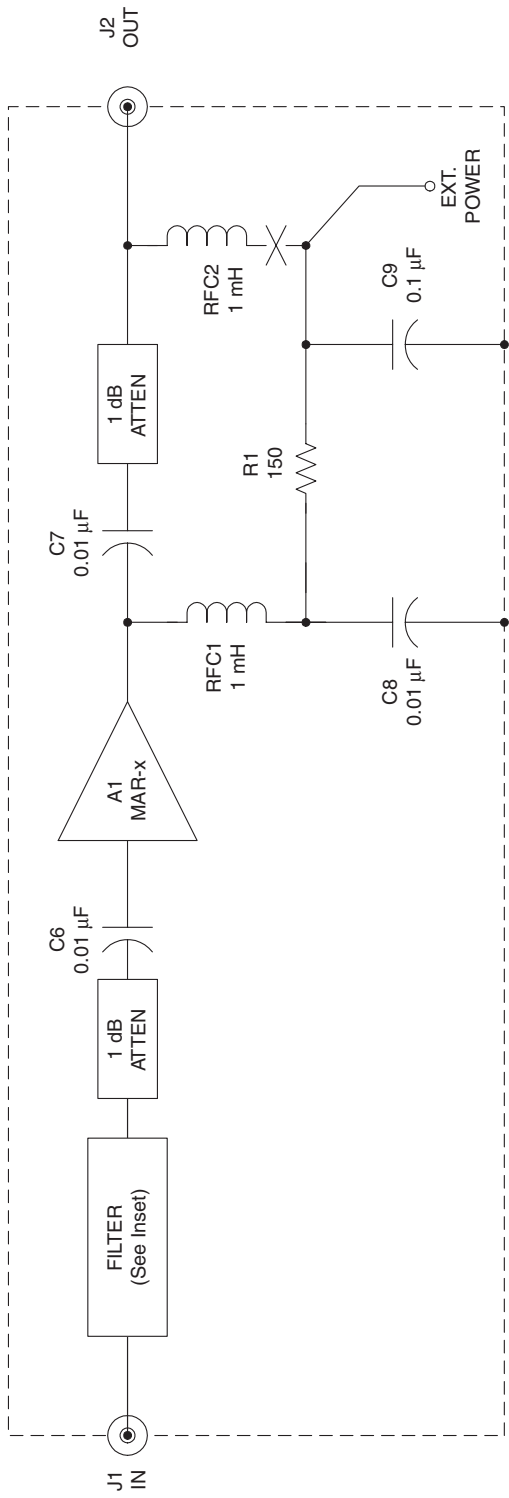 J1
IN
FILTER
(See Inset)
1 dB
ATTEN
C6
0.01 µF
A1
MAR-x
C7
0.01 µF
1 dB
ATTEN
J2
OUT
RFC1
1 mH
RFC2
1 mH
R1
150
C8
0.01 µF
C9
0.1 µF
EXT.
POWER